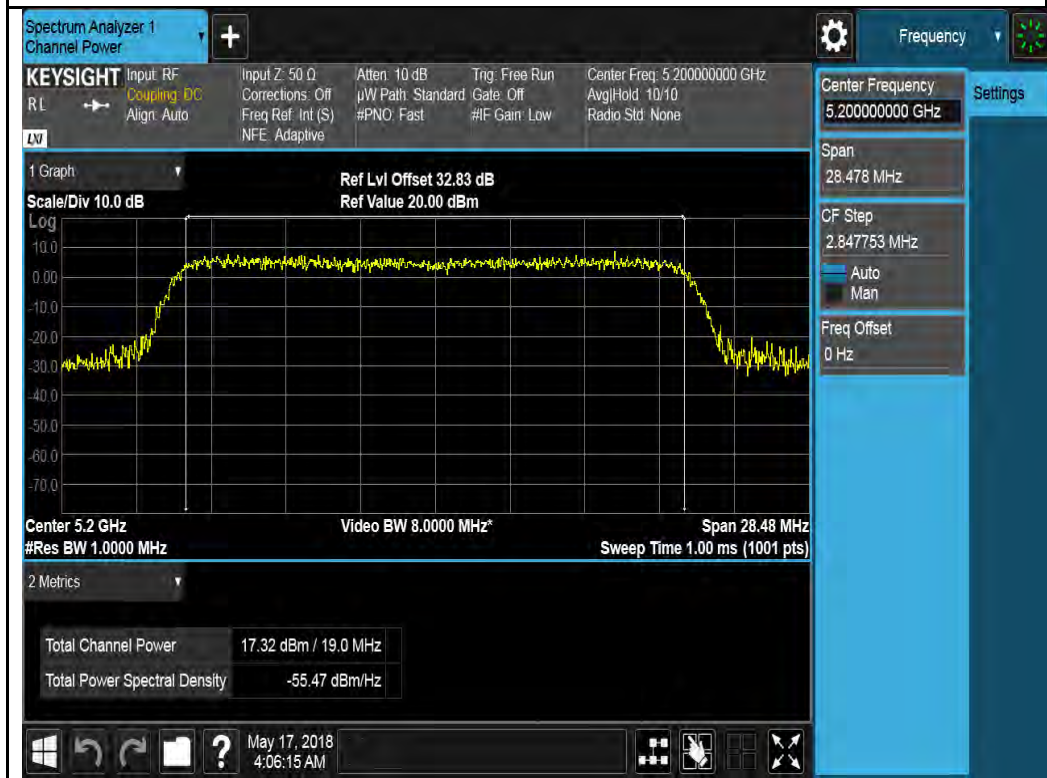 Spectrum Analyzer 1
Channel Power
+
Frequency
KEYSIGHT
RL
LXI
Input: RF
Coupling: DC
Align: Auto
Input Z: 50 Ω
Corrections: Off
Freq Ref: Int (S)
NFE: Adaptive
Atten: 10 dB
µW Path: Standard
#PNO: Fast
Trig: Free Run
Gate: Off
#IF Gain: Low
Center Freq: 5.200000000 GHz
Avg|Hold: 10/10
Radio Std: None
Center Frequency
5.200000000 GHz
Settings
Span
28.478 MHz
CF Step
2.847753 MHz
Auto
Man
Freq Offset
0 Hz
1 Graph
Scale/Div 10.0 dB
Ref Lvl Offset 32.83 dB
Ref Value 20.00 dBm
Log
10.0
0.00
-10.0
-20.0
-30.0
-40.0
-50.0
-60.0
-70.0
Center 5.2 GHz
#Res BW 1.0000 MHz
Video BW 8.0000 MHz*
Span 28.48 MHz
Sweep Time 1.00 ms (1001 pts)
2 Metrics
Total Channel Power 17.32 dBm / 19.0 MHz
Total Power Spectral Density -55.47 dBm/Hz
?
May 17, 2018
4:06:15 AM